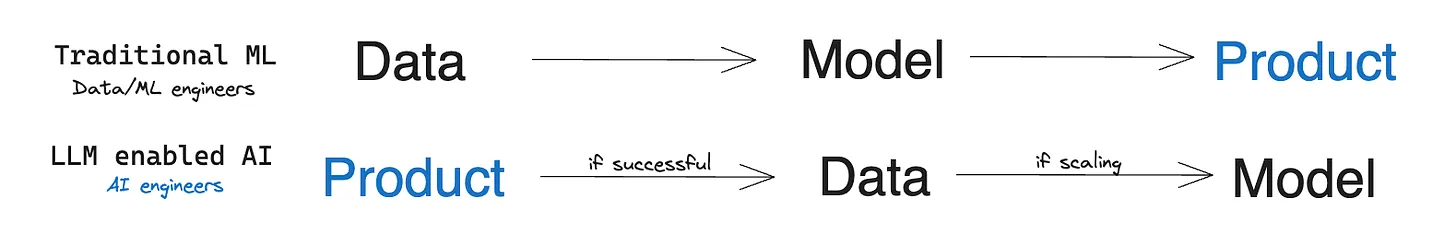 Traditional ML
Data/ML engineers
Data
Model
Product
LLM enabled AI
AI engineers
Product
if successful
Data
if scaling
Model